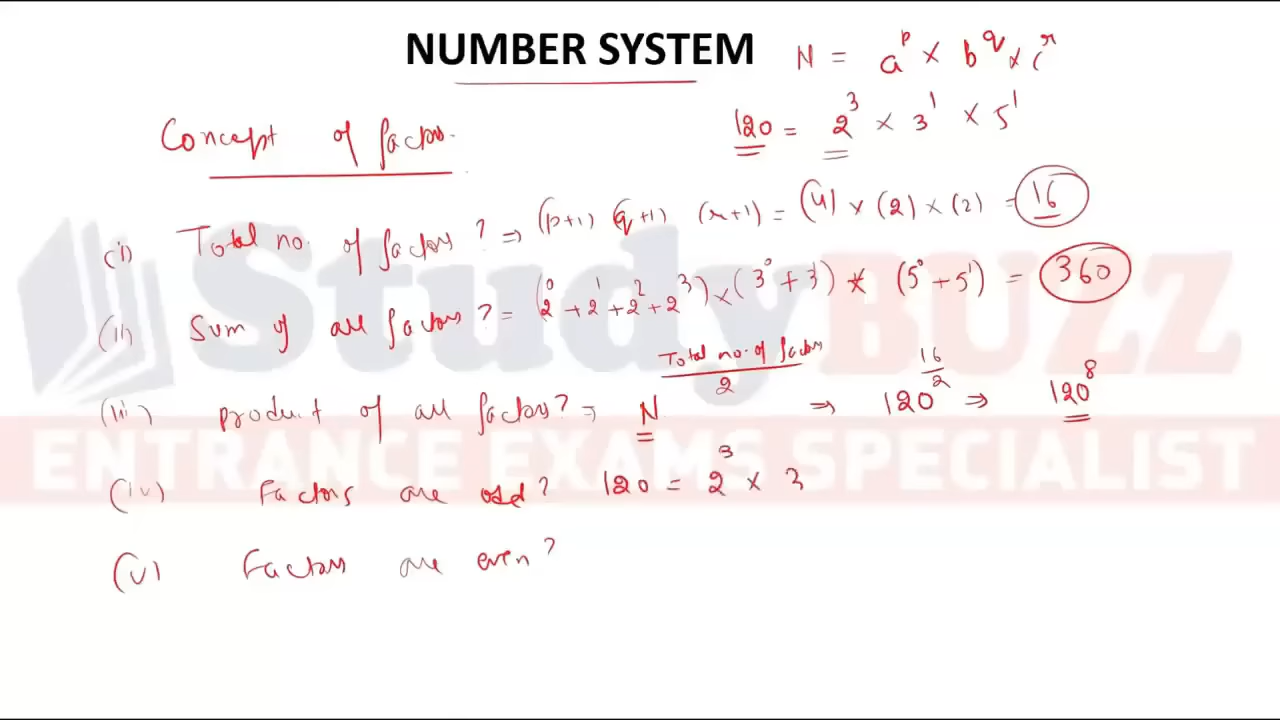 NUMBER SYSTEM
N = a^p × b^q × c^r
120 = 2^3 × 3^1 × 5^1
Concept of factors.
(i) Total no. of factors? ⇒ (p+1) (q+1) (r+1) = (4) × (2) × (2) = 16
(ii) Sum of all factors? = (2^0 + 2^1 + 2^2 + 2^3) × (3^0 + 3^1) * (5^0 + 5^1) = 360
(iii) product of all factors? ⇒ N^(Total no. of factors / 2) ⇒ 120^(16/2) ⇒ 120^8
(iv) Factors are odd? 120 = 2^3 × 3
(v) Factors are even?
StudyBUZZ
ENTRANCE EXAMS SPECIALIST